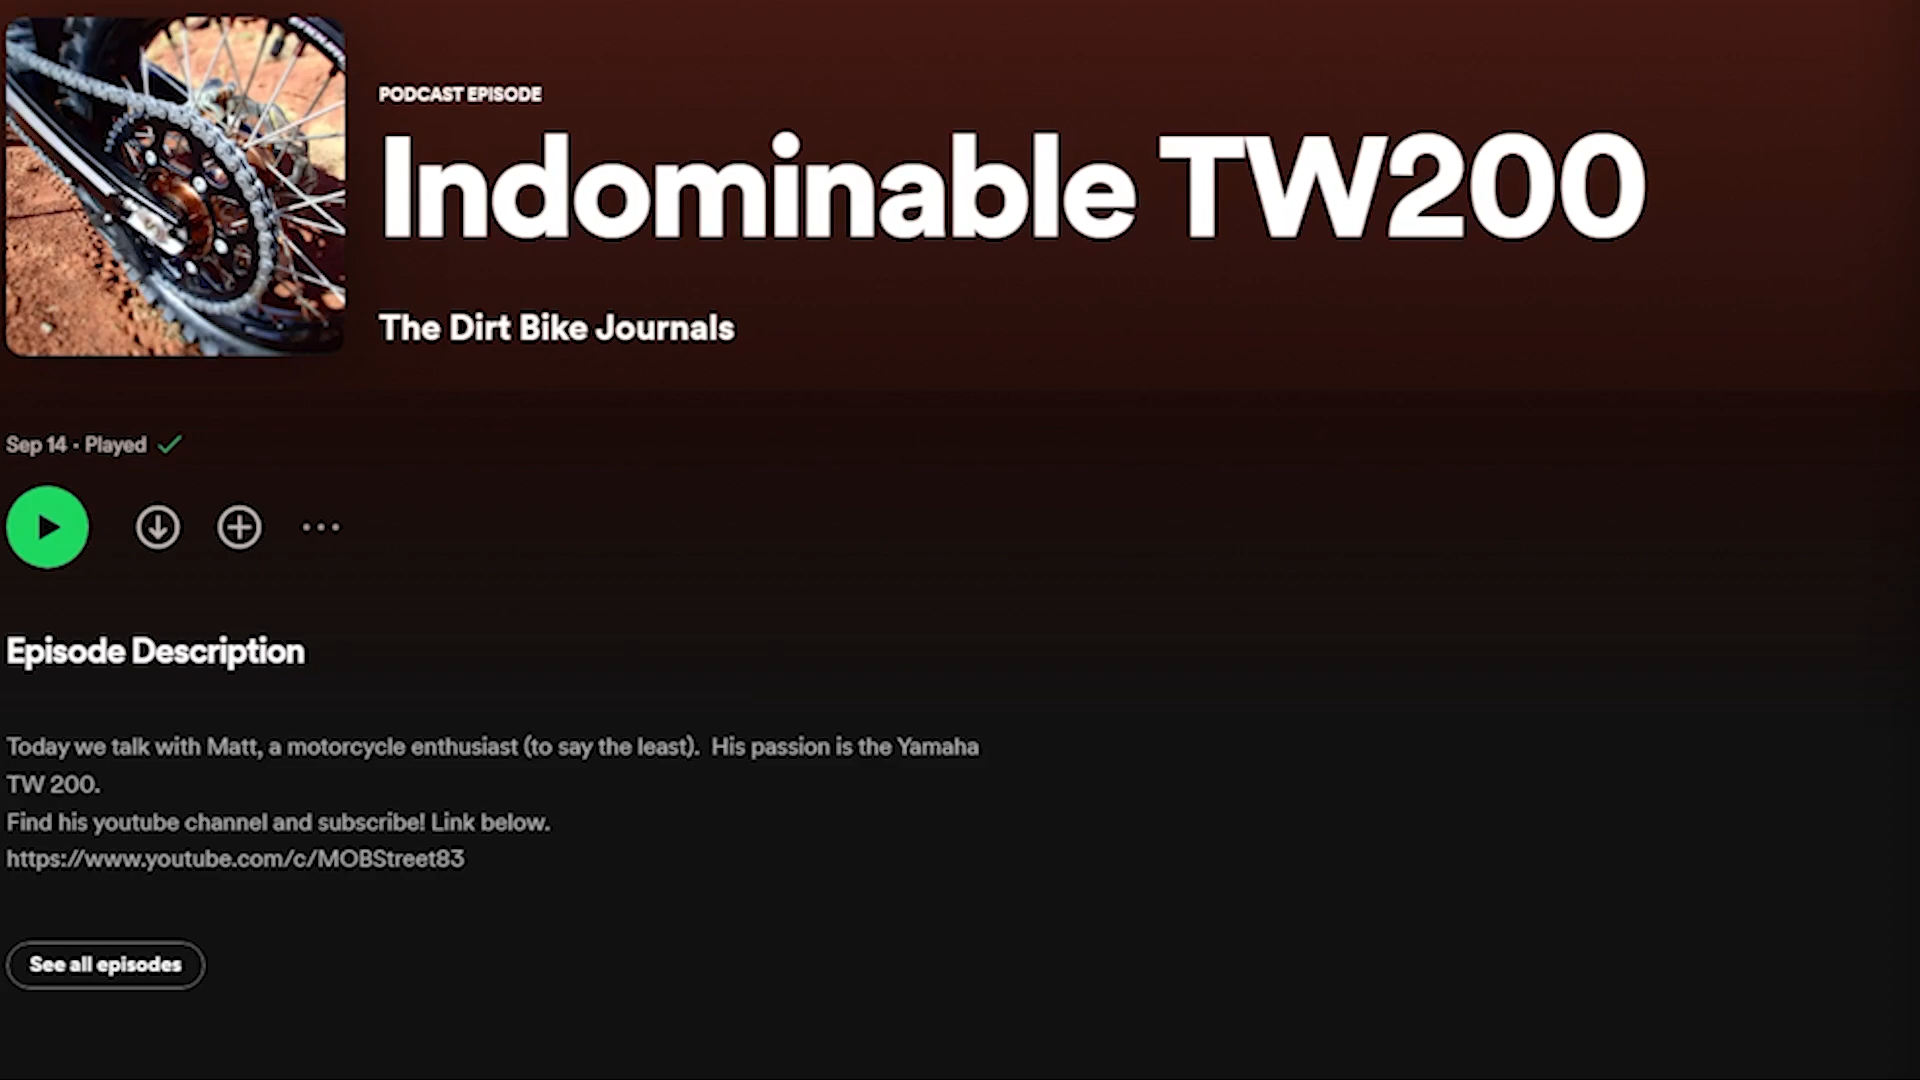 PODCAST EPISODE
Indominable TW200
The Dirt Bike Journals
Sep 14 · Played
Episode Description
Today we talk with Matt, a motorcycle enthusiast (to say the least).  His passion is the Yamaha
TW 200.
Find his youtube channel and subscribe! Link below.
https://www.youtube.com/c/MOBStreet83
See all episodes